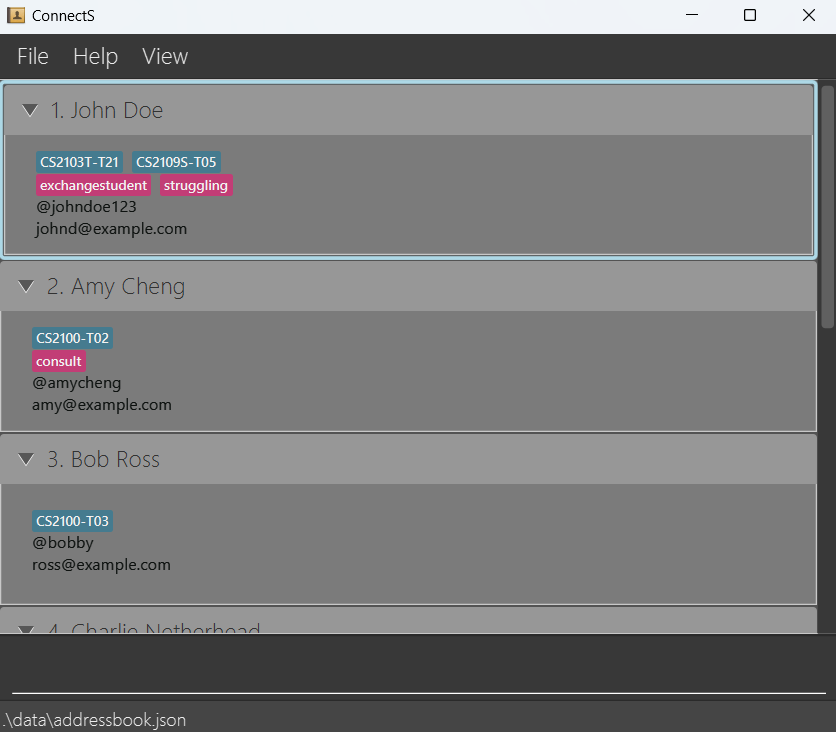 ConnectS
File Help View
1. John Doe
CS2103T-T21 CS2109S-T05
exchangestudent struggling
@johndoe123
johnd@example.com
2. Amy Cheng
CS2100-T02
consult
@amycheng
amy@example.com
3. Bob Ross
CS2100-T03
@bobby
ross@example.com
4. Charlie Netherhead
.\data\addressbook.json